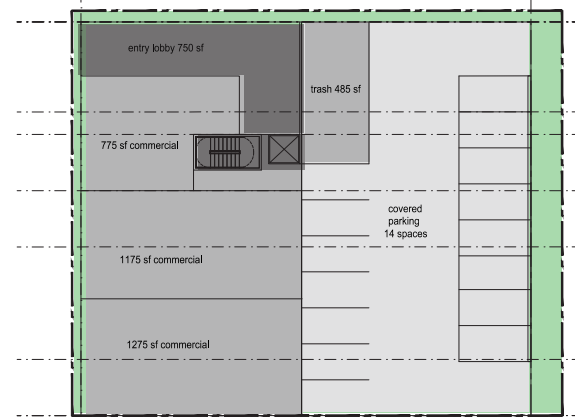 entry lobby 750 sf
trash 485 sf
775 sf commercial
covered
parking
14 spaces
1175 sf commercial
1275 sf commercial